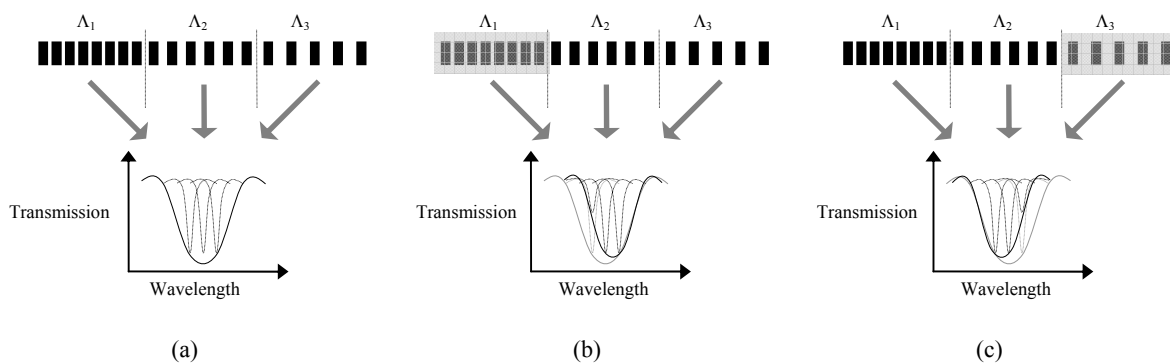 Λ₁ Λ₂ Λ₃
Transmission
Wavelength
(a)
Λ₁ Λ₂ Λ₃
Transmission
Wavelength
(b)
Λ₁ Λ₂ Λ₃
Transmission
Wavelength
(c)